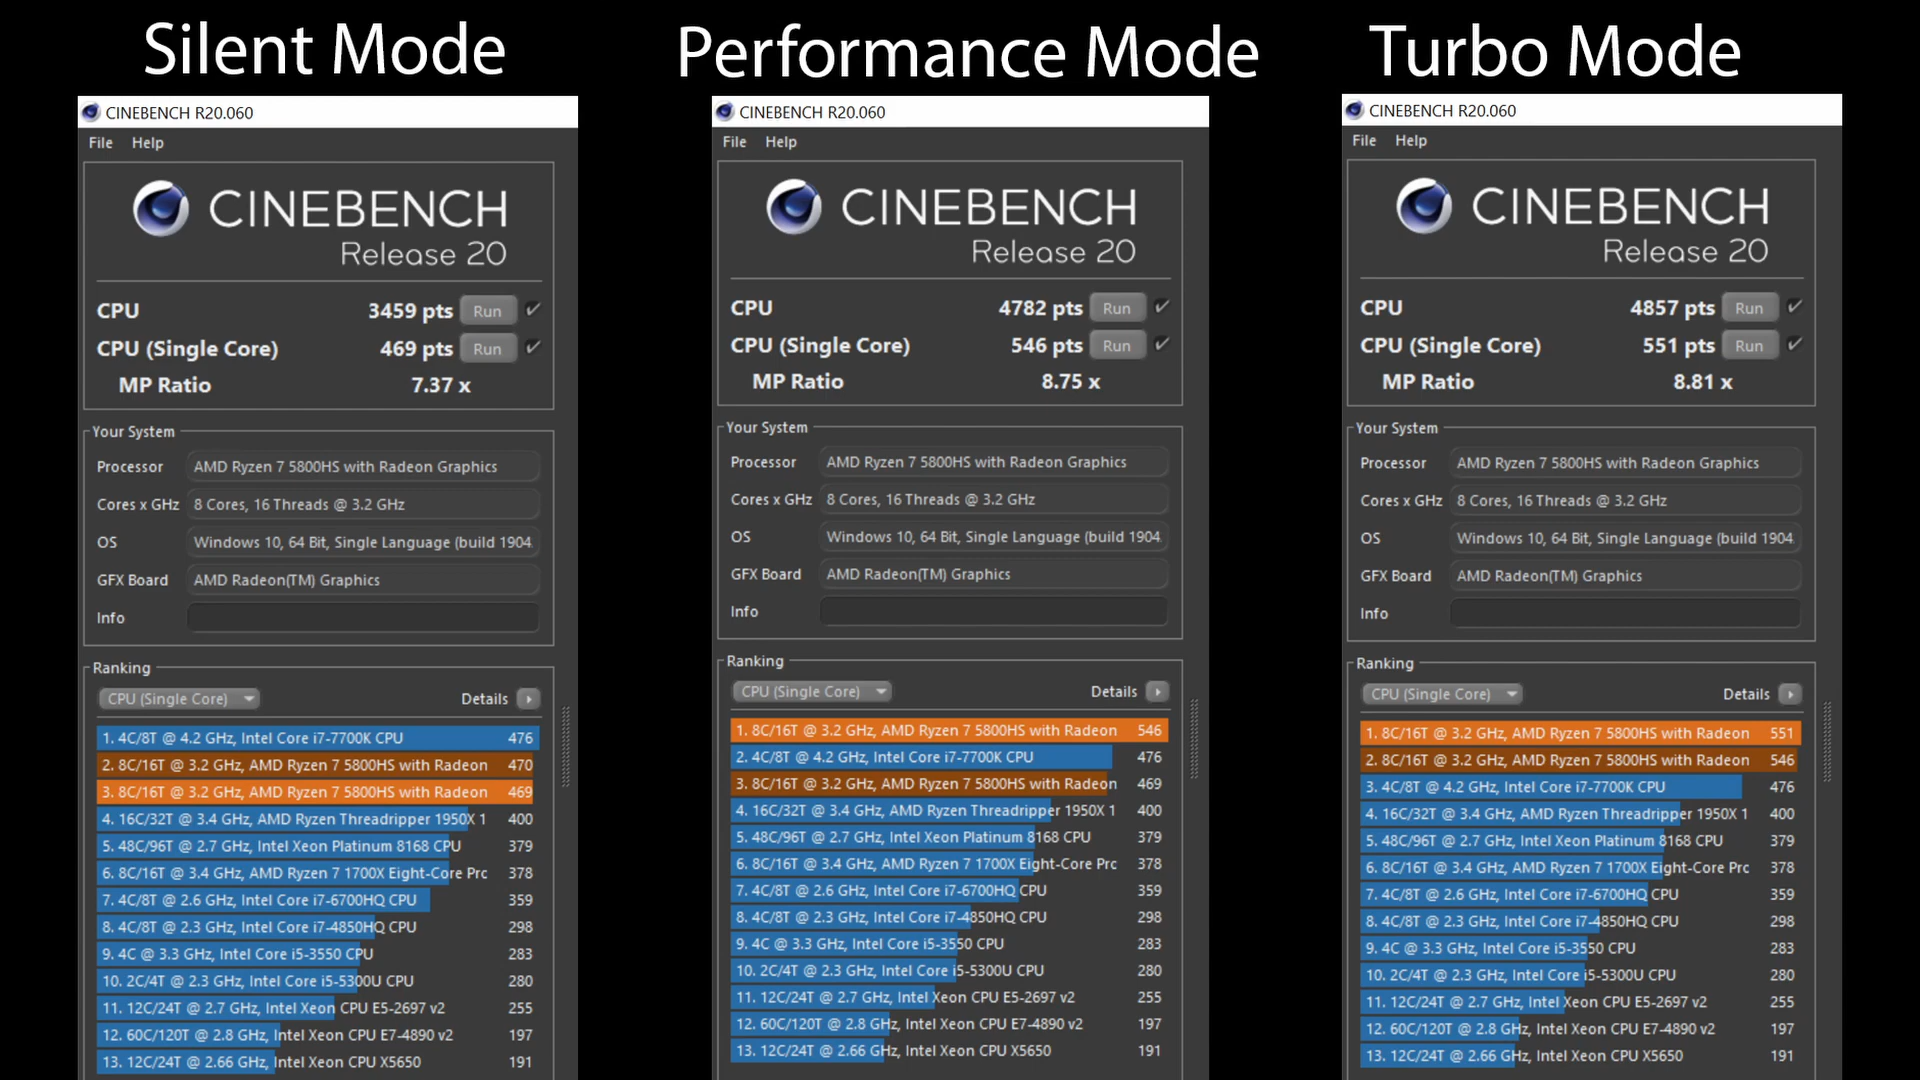 Silent Mode
CINEBENCH R20.060
File Help
CINEBENCH
Release 20
CPU 3459 pts Run
CPU (Single Core) 469 pts Run
MP Ratio 7.37 x
Your System
Processor AMD Ryzen 7 5800HS with Radeon Graphics
Cores x GHz 8 Cores, 16 Threads @ 3.2 GHz
OS Windows 10, 64 Bit, Single Language (build 1904.
GFX Board AMD Radeon(TM) Graphics
Info
Ranking
CPU (Single Core) Details
1. 4C/8T @ 4.2 GHz, Intel Core i7-7700K CPU 476
2. 8C/16T @ 3.2 GHz, AMD Ryzen 7 5800HS with Radeon 470
3. 8C/16T @ 3.2 GHz, AMD Ryzen 7 5800HS with Radeon 469
4. 16C/32T @ 3.4 GHz, AMD Ryzen Threadripper 1950X 1 400
5. 48C/96T @ 2.7 GHz, Intel Xeon Platinum 8168 CPU 379
6. 8C/16T @ 3.4 GHz, AMD Ryzen 7 1700X Eight-Core Prc 378
7. 4C/8T @ 2.6 GHz, Intel Core i7-6700HQ CPU 359
8. 4C/8T @ 2.3 GHz, Intel Core i7-4850HQ CPU 298
9. 4C @ 3.3 GHz, Intel Core i5-3550 CPU 283
10. 2C/4T @ 2.3 GHz, Intel Core i5-5300U CPU 280
11. 12C/24T @ 2.7 GHz, Intel Xeon CPU E5-2697 v2 255
12. 60C/120T @ 2.8 GHz, Intel Xeon CPU E7-4890 v2 197
13. 12C/24T @ 2.66 GHz, Intel Xeon CPU X5650 191
Performance Mode
CINEBENCH R20.060
File Help
CINEBENCH
Release 20
CPU 4782 pts Run
CPU (Single Core) 546 pts Run
MP Ratio 8.75 x
Your System
Processor AMD Ryzen 7 5800HS with Radeon Graphics
Cores x GHz 8 Cores, 16 Threads @ 3.2 GHz
OS Windows 10, 64 Bit, Single Language (build 1904.
GFX Board AMD Radeon(TM) Graphics
Info
Ranking
CPU (Single Core) Details
1. 8C/16T @ 3.2 GHz, AMD Ryzen 7 5800HS with Radeon 546
2. 4C/8T @ 4.2 GHz, Intel Core i7-7700K CPU 476
3. 8C/16T @ 3.2 GHz, AMD Ryzen 7 5800HS with Radeon 469
4. 16C/32T @ 3.4 GHz, AMD Ryzen Threadripper 1950X 1 400
5. 48C/96T @ 2.7 GHz, Intel Xeon Platinum 8168 CPU 379
6. 8C/16T @ 3.4 GHz, AMD Ryzen 7 1700X Eight-Core Prc 378
7. 4C/8T @ 2.6 GHz, Intel Core i7-6700HQ CPU 359
8. 4C/8T @ 2.3 GHz, Intel Core i7-4850HQ CPU 298
9. 4C @ 3.3 GHz, Intel Core i5-3550 CPU 283
10. 2C/4T @ 2.3 GHz, Intel Core i5-5300U CPU 280
11. 12C/24T @ 2.7 GHz, Intel Xeon CPU E5-2697 v2 255
12. 60C/120T @ 2.8 GHz, Intel Xeon CPU E7-4890 v2 197
13. 12C/24T @ 2.66 GHz, Intel Xeon CPU X5650 191
Turbo Mode
CINEBENCH R20.060
File Help
CINEBENCH
Release 20
CPU 4857 pts Run
CPU (Single Core) 551 pts Run
MP Ratio 8.81 x
Your System
Processor AMD Ryzen 7 5800HS with Radeon Graphics
Cores x GHz 8 Cores, 16 Threads @ 3.2 GHz
OS Windows 10, 64 Bit, Single Language (build 1904.
GFX Board AMD Radeon(TM) Graphics
Info
Ranking
CPU (Single Core) Details
1. 8C/16T @ 3.2 GHz, AMD Ryzen 7 5800HS with Radeon 551
2. 8C/16T @ 3.2 GHz, AMD Ryzen 7 5800HS with Radeon 546
3. 4C/8T @ 4.2 GHz, Intel Core i7-7700K CPU 476
4. 16C/32T @ 3.4 GHz, AMD Ryzen Threadripper 1950X 1 400
5. 48C/96T @ 2.7 GHz, Intel Xeon Platinum 8168 CPU 379
6. 8C/16T @ 3.4 GHz, AMD Ryzen 7 1700X Eight-Core Prc 378
7. 4C/8T @ 2.6 GHz, Intel Core i7-6700HQ CPU 359
8. 4C/8T @ 2.3 GHz, Intel Core i7-4850HQ CPU 298
9. 4C @ 3.3 GHz, Intel Core i5-3550 CPU 283
10. 2C/4T @ 2.3 GHz, Intel Core i5-5300U CPU 280
11. 12C/24T @ 2.7 GHz, Intel Xeon CPU E5-2697 v2 255
12. 60C/120T @ 2.8 GHz, Intel Xeon CPU E7-4890 v2 197
13. 12C/24T @ 2.66 GHz, Intel Xeon CPU X5650 191